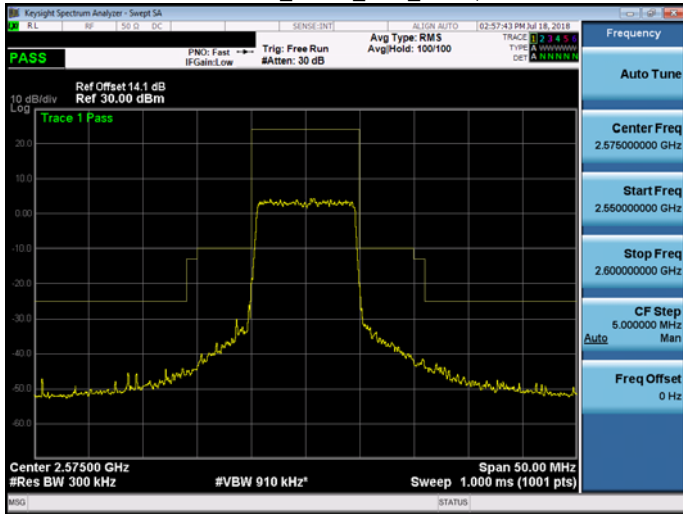 Keysight Spectrum Analyzer - Swept SA
RL RF 50 Ω DC SENSE:INT ALIGN AUTO 02:57:43 PM Jul 18, 2018
PASS
PNO: Fast
IFGain:Low
Trig: Free Run
#Atten: 30 dB
Avg Type: RMS
Avg|Hold: 100/100
TRACE 1 2 3 4 5 6
TYPE A WWWWW
DET A N N N N N
Ref Offset 14.1 dB
10 dB/div Ref 30.00 dBm
Log
Trace 1 Pass
20.0
10.0
0.00
-10.0
-20.0
-30.0
-40.0
-50.0
-60.0
Center 2.57500 GHz Span 50.00 MHz
#Res BW 300 kHz #VBW 910 kHz* Sweep 1.000 ms (1001 pts)
MSG STATUS
Frequency
Auto Tune
Center Freq
2.575000000 GHz
Start Freq
2.550000000 GHz
Stop Freq
2.600000000 GHz
CF Step
5.000000 MHz
Auto Man
Freq Offset
0 Hz